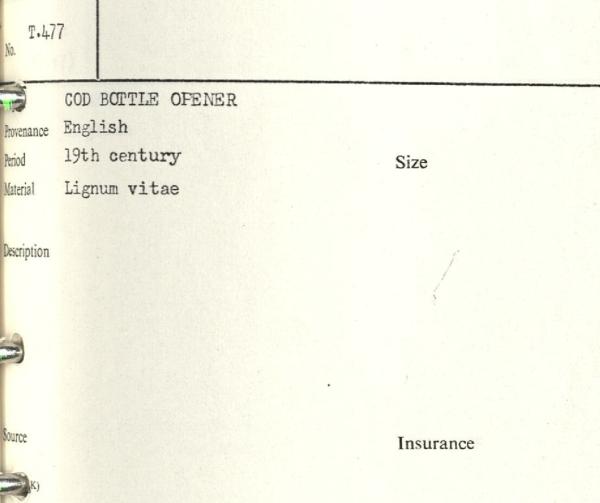 T.477
No.
COD BOTTLE OPENER
Provenance English
Period 19th century
Size
Material Lignum vitae
Description
Source
Insurance
K)